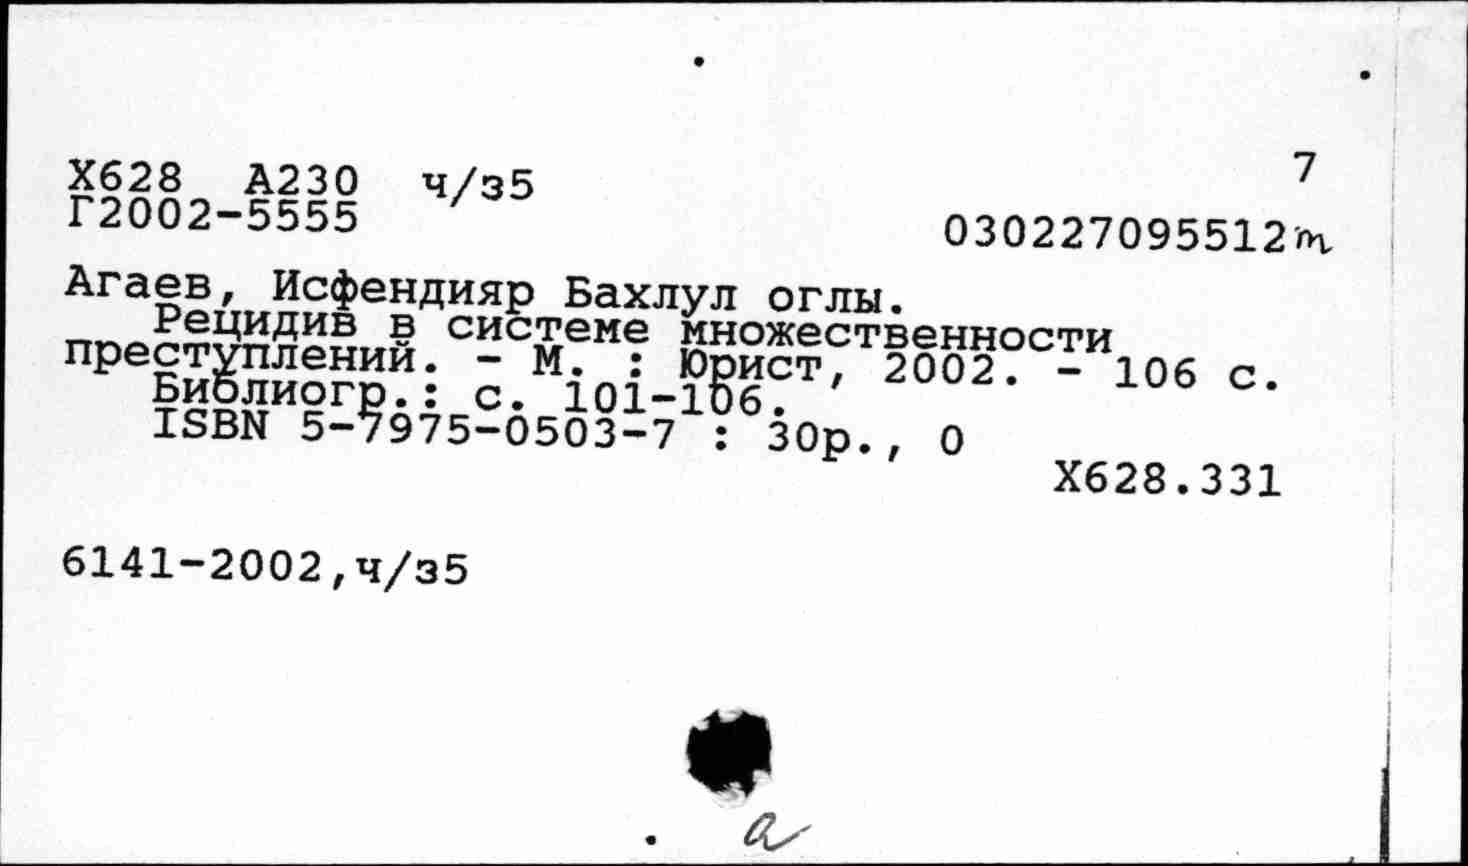 7
Х628 А230 ч/з5
Г2002-5555
030227095512
Агаев, Исфендияр Бахлул оглы.
Рецидив в системе множественности
преступлений. - М. : Юрист, 2002. - 106 с.
Библиогр.: с. 101-106.
ISBN 5-7975-0503-7 : 30р., 0
Х628.331
6141-2002,ч/з5